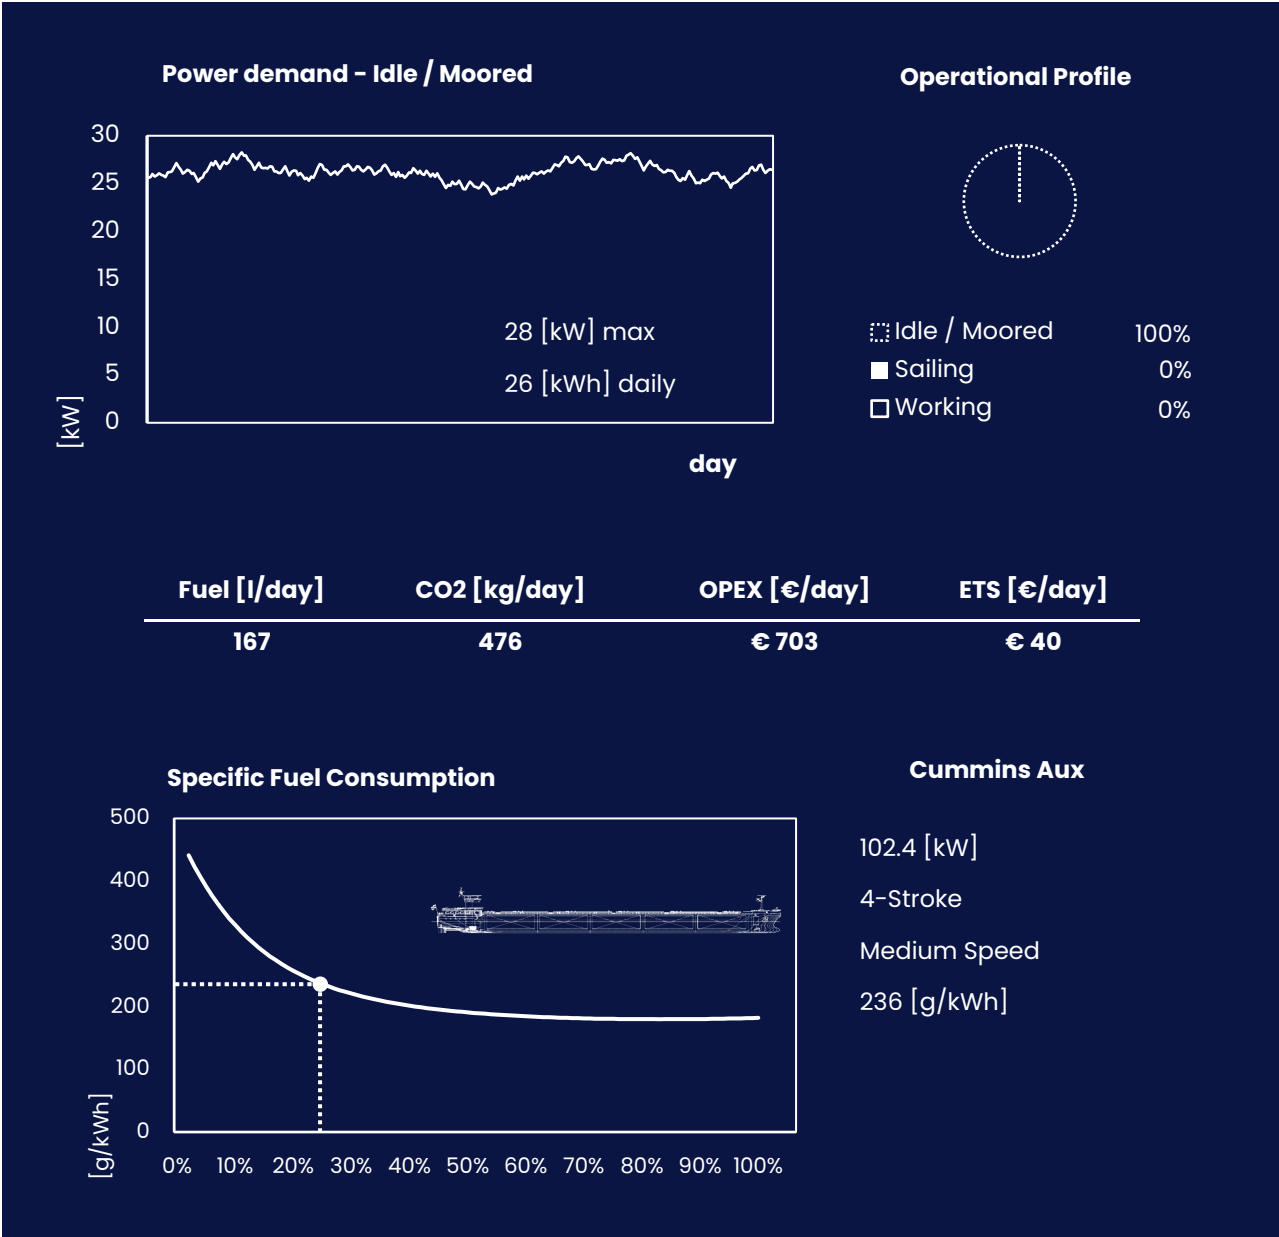 Power demand - Idle / Moored
30
25
20
15
10
5
0
[kW]
28 [kW] max
26 [kWh] daily
day
Operational Profile
Idle / Moored 100%
Sailing 0%
Working 0%
Fuel [l/day] CO2 [kg/day] OPEX [€/day] ETS [€/day]
167 476 € 703 € 40
Specific Fuel Consumption
500
400
300
200
100
0
[g/kWh]
0% 10% 20% 30% 40% 50% 60% 70% 80% 90% 100%
Cummins Aux
102.4 [kW]
4-Stroke
Medium Speed
236 [g/kWh]